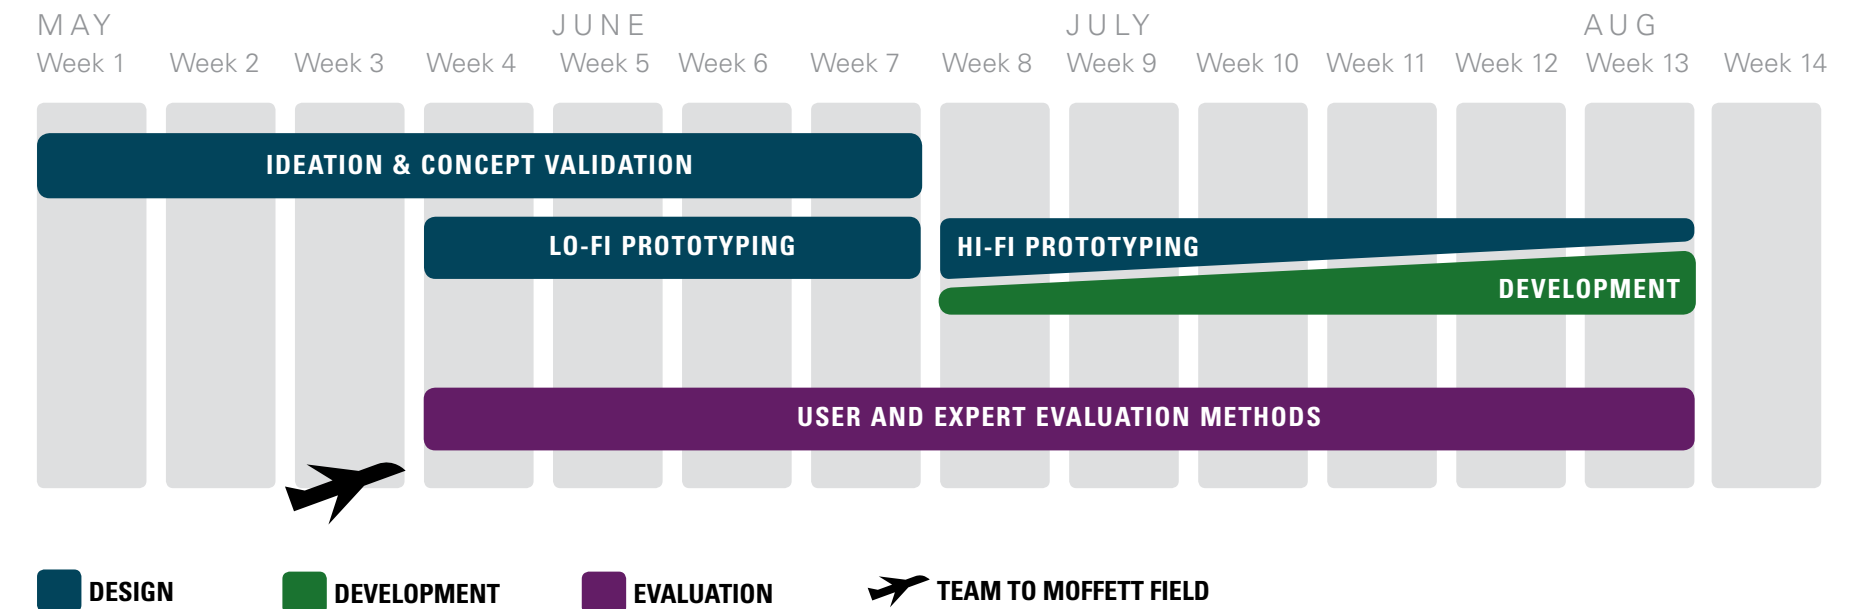 MAY JUNE JULY AUG
Week 1 Week 2 Week 3 Week 4 Week 5 Week 6 Week 7 Week 8 Week 9 Week 10 Week 11 Week 12 Week 13 Week 14
IDEATION & CONCEPT VALIDATION
LO-FI PROTOTYPING
HI-FI PROTOTYPING
DEVELOPMENT
USER AND EXPERT EVALUATION METHODS
DESIGN DEVELOPMENT EVALUATION TEAM TO MOFFETT FIELD